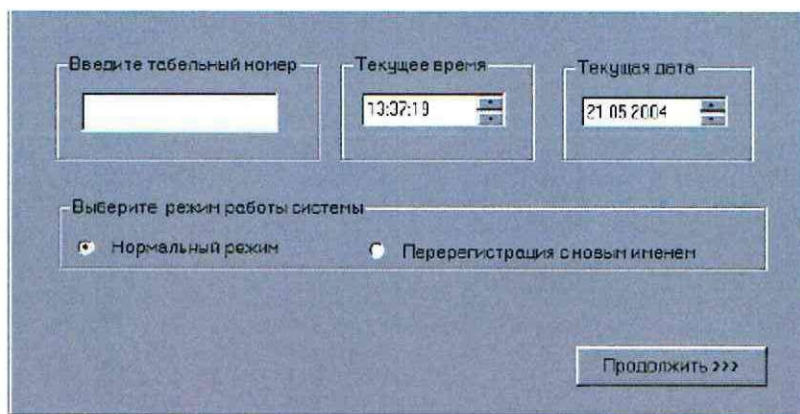 Введите табельный номер
Текущее время
Текущая дата
13:37:19
21.05.2004
Выберите режим работы системы
Нормальный режим
Перерегистрация с новым именем
Продолжить >>>